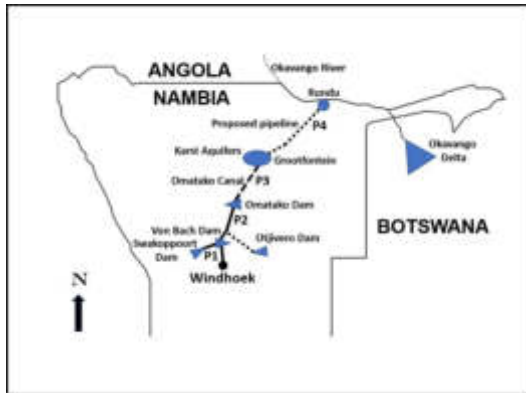 Okavango River
ANGOLA
NAMBIA
Rundu
Proposed pipeline
P4
Karst Aquifers
Grootfontein
Okavango
Delta
Omatako Canal
P3
Omatako Dam
P2
BOTSWANA
Von Bach Dam
Swakoppoort
Dam
P1
Otjivero Dam
Windhoek
N